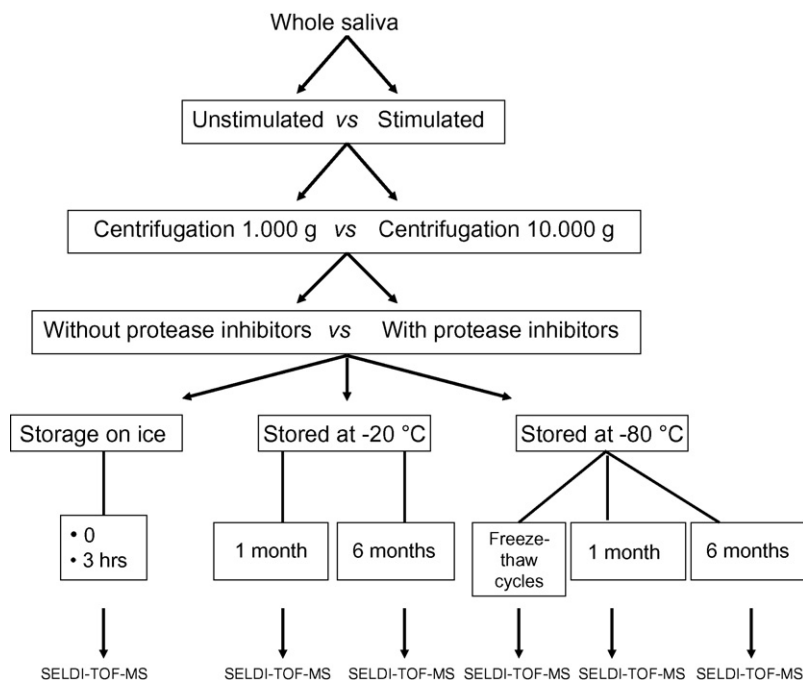 Whole saliva
Unstimulated vs Stimulated
Centrifugation 1.000 g vs Centrifugation 10.000 g
Without protease inhibitors vs With protease inhibitors
Storage on ice
Stored at -20 °C
Stored at -80 °C
• 0
• 3 hrs
1 month
6 months
Freeze-
thaw
cycles
1 month
6 months
SELDI-TOF-MS
SELDI-TOF-MS
SELDI-TOF-MS
SELDI-TOF-MS
SELDI-TOF-MS
SELDI-TOF-MS